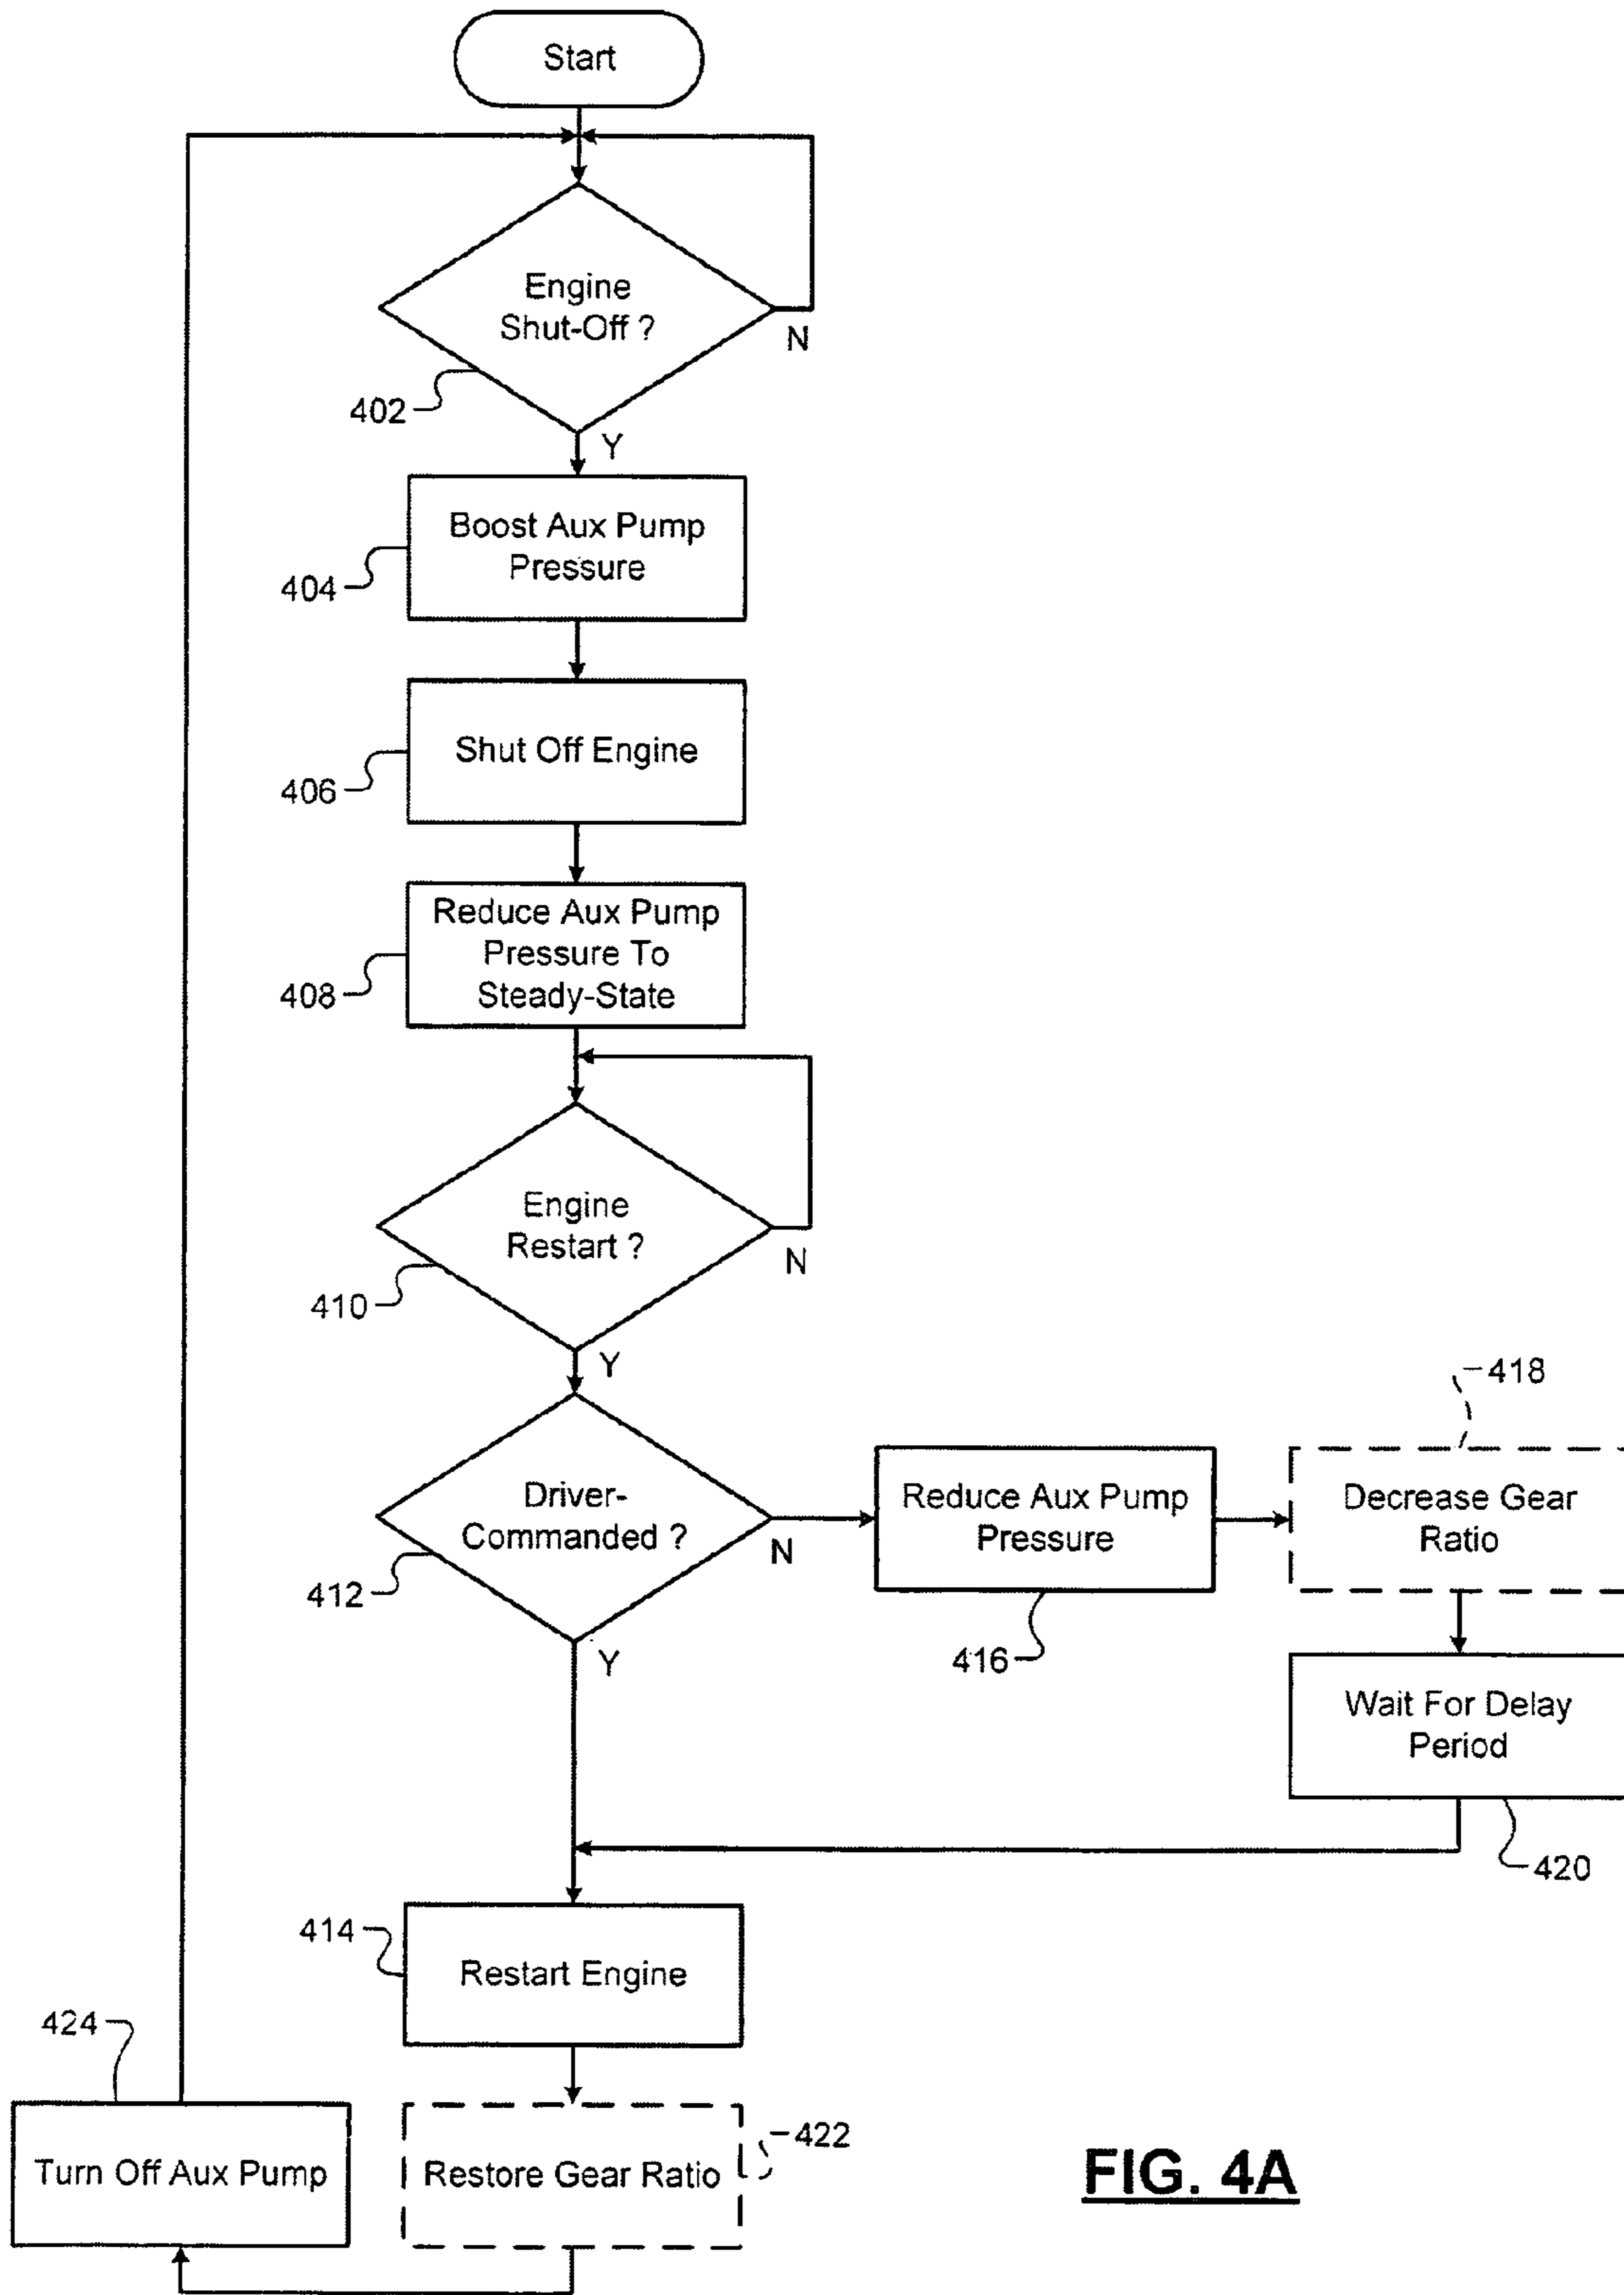 Start
Engine
Shut-Off ?
N
402
Y
Boost Aux Pump
Pressure
404
Shut Off Engine
406
Reduce Aux Pump
Pressure To
Steady-State
408
Engine
Restart ?
N
410
Y
418
Driver-
Commanded ?
N
412
Y
Reduce Aux Pump
Pressure
416
Decrease Gear
Ratio
Wait For Delay
Period
420
414
Restart Engine
424
Turn Off Aux Pump
422
Restore Gear Ratio
FIG. 4A